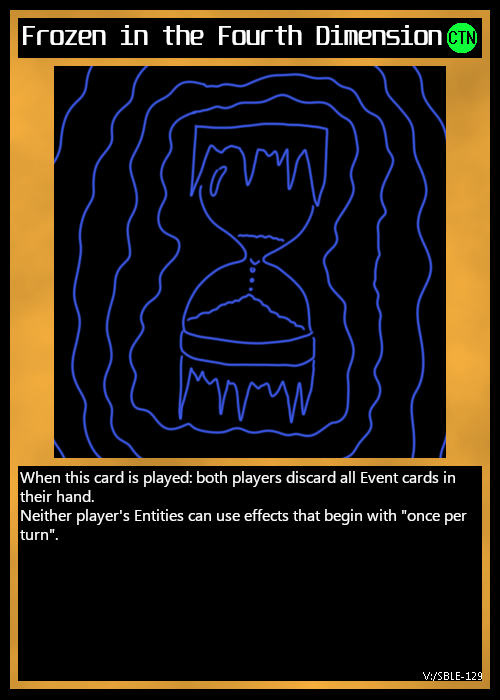 Frozen in the Fourth Dimension CTN
When this card is played: both players discard all Event cards in
their hand.
Neither player's Entities can use effects that begin with "once per
turn".
V:/SBLE-129